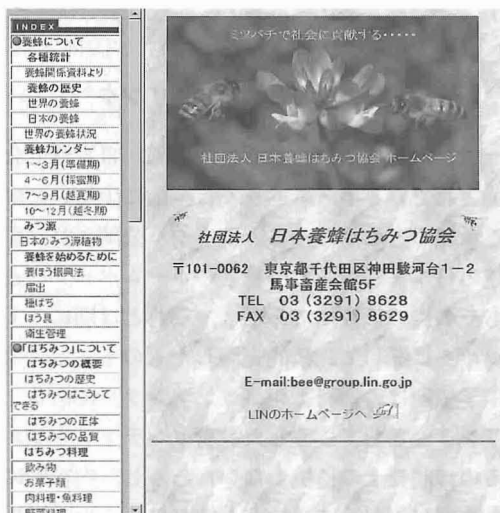 INDEX
養蜂について
各種統計
養蜂関係資料より
養蜂の歴史
世界の養蜂
日本の養蜂
世界の養蜂状況
養蜂カレンダー
1〜3月(準備期)
4〜6月(採蜜期)
7〜9月(越夏期)
10〜12月(越冬期)
みつ源
日本のみつ源植物
養蜂を始めるために
養ほう振興法
届出
種ばち
ほう具
衛生管理
「はちみつ」について
はちみつの概要
はちみつの歴史
はちみつはこうして
できる
はちみつの正体
はちみつの品質
はちみつ料理
飲み物
お菓子類
肉料理・魚料理
ミツバチで社会に貢献する・・・・・
社団法人 日本養蜂はちみつ協会 ホームページ
社団法人 日本養蜂はちみつ協会
〒101-0062 東京都千代田区神田駿河台1－2
馬事畜産会館5F
TEL 03 (3291) 8628
FAX 03 (3291) 8629
E-mail:bee@group.lin.go.jp
LINのホームページへ Go!